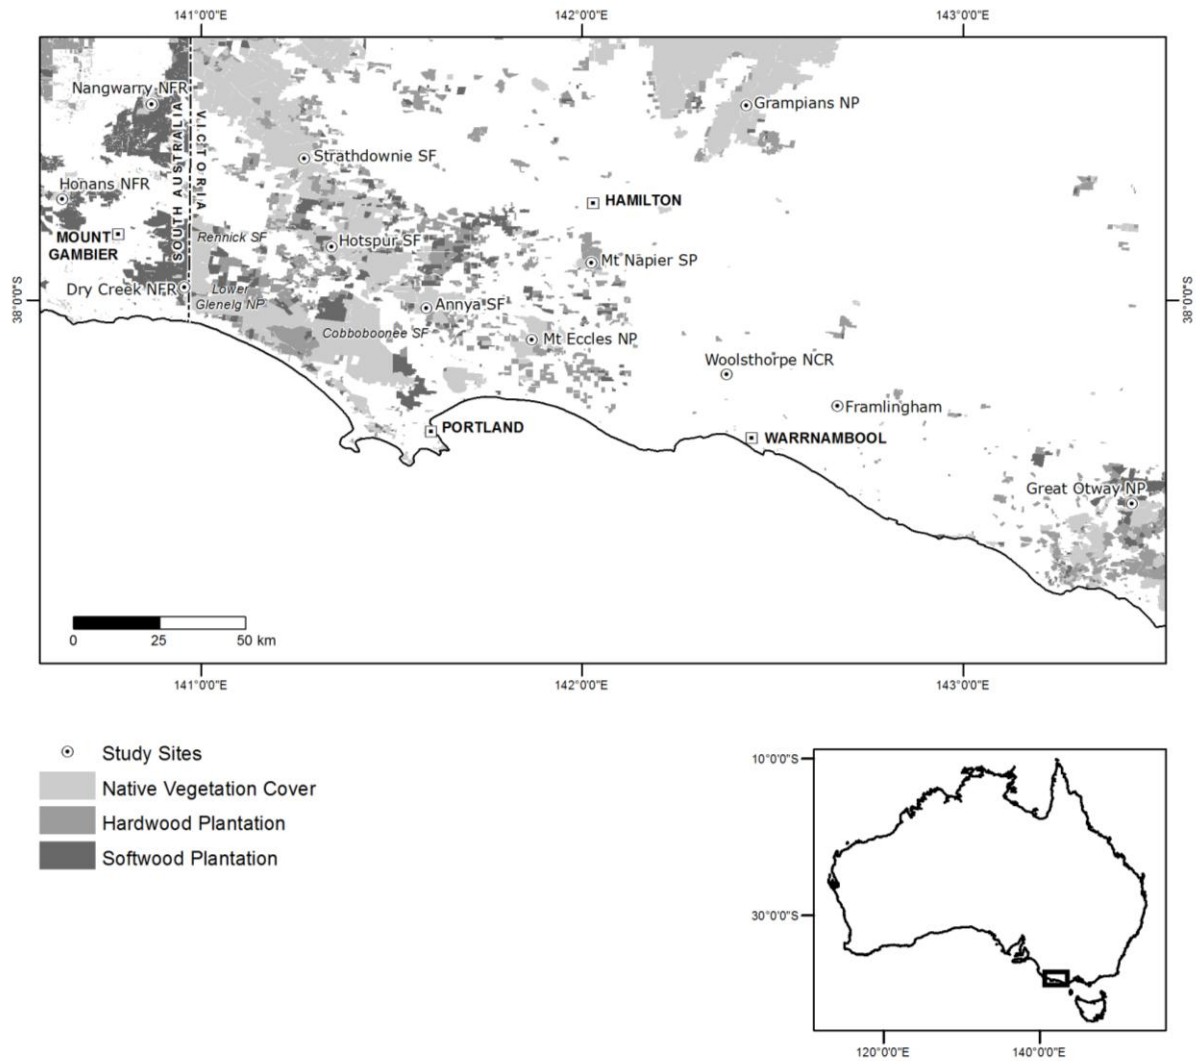 141°0'0"E 142°0'0"E 143°0'0"E
Nangwarry NFR
Grampians NP
SOUTH AUSTRALIA
VICTORIA
Strathdownie SF
Honans NFR
HAMILTON
MOUNT
GAMBIER
Rennick SF
Hotspur SF
Mt Napier SP
Dry Creek NFR
Lower
Glenelg NP
Annya SF
38°0'0"S
38°0'0"S
Cobboboonee SF
Mt Eccles NP
Woolsthorpe NCR
Framlingham
PORTLAND
WARRNAMBOOL
Great Otway NP
0 25 50 km
141°0'0"E 142°0'0"E 143°0'0"E
Study Sites
Native Vegetation Cover
Hardwood Plantation
Softwood Plantation
10°0'0"S
30°0'0"S
120°0'0"E 140°0'0"E